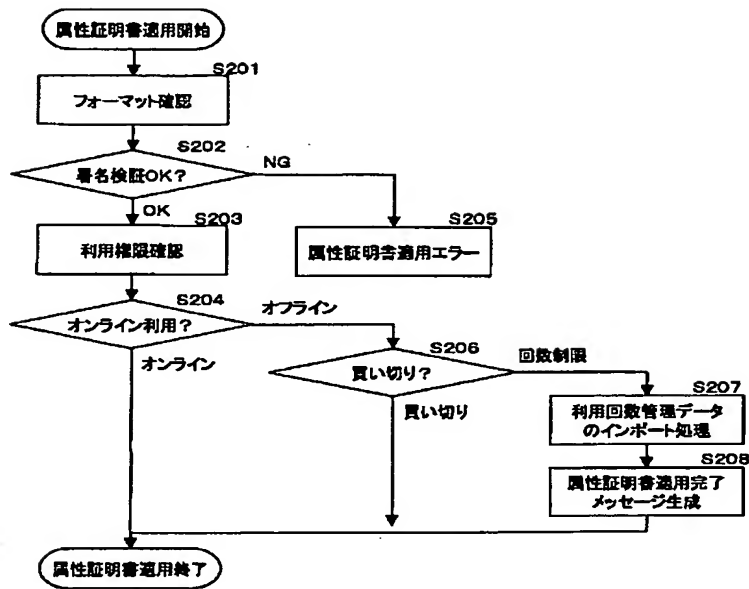 属性証明書適用開始
S201
フォーマット確認
S202
署名検証OK?
NG
OK
S203
利用権限確認
S205
属性証明書適用エラー
S204
オンライン利用?
オフライン
オンライン
S206
買い切り?
回数制限
買い切り
S207
利用回数管理データ
のインポート処理
S208
属性証明書適用完了
メッセージ生成
属性証明書適用終了